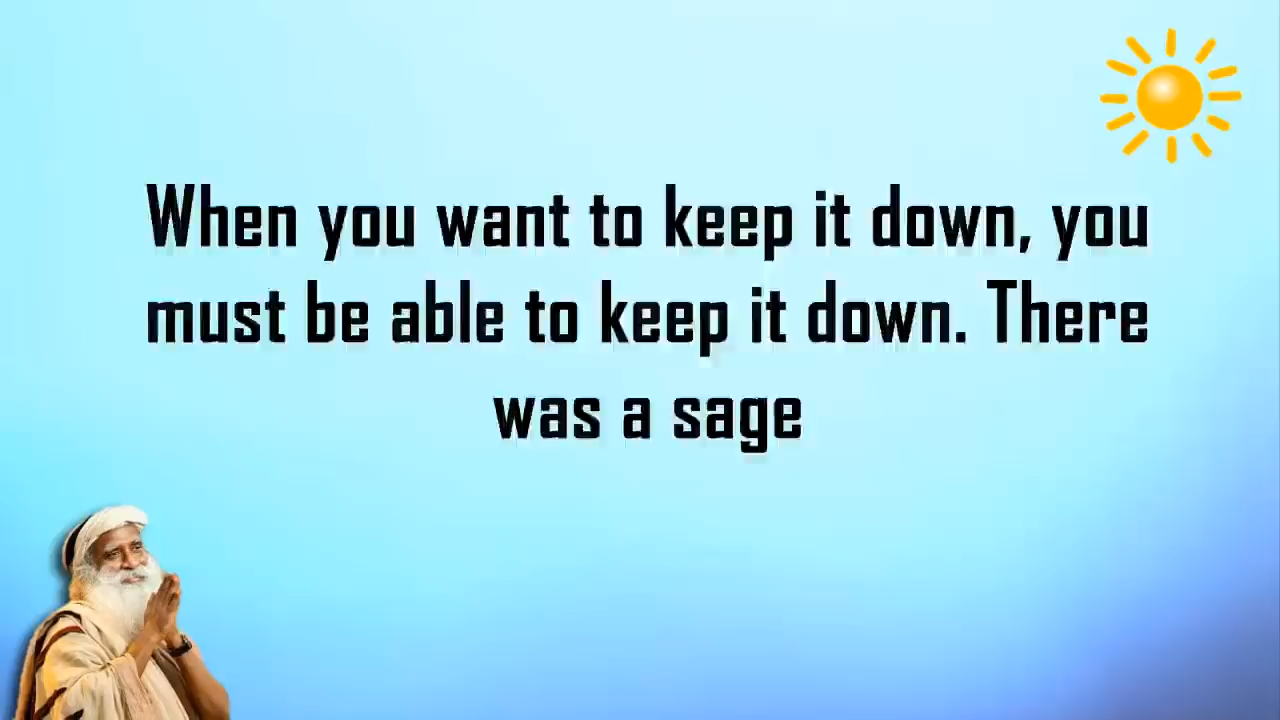 When you want to keep it down, you
must be able to keep it down. There
was a sage